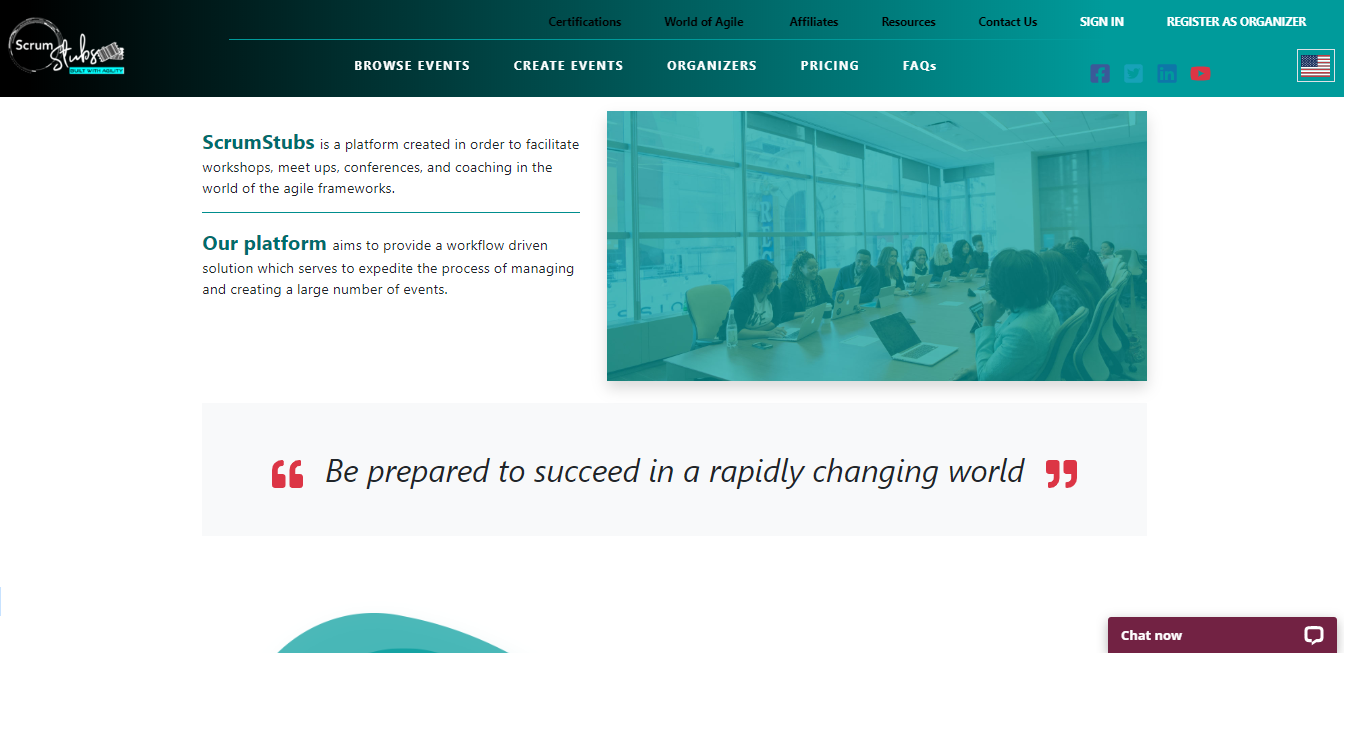 Scrum
Stubs
BUILT WITH AGILITY
Certifications World of Agile Affiliates Resources Contact Us SIGN IN REGISTER AS ORGANIZER
BROWSE EVENTS CREATE EVENTS ORGANIZERS PRICING FAQs
ScrumStubs is a platform created in order to facilitate
workshops, meet ups, conferences, and coaching in the
world of the agile frameworks.
Our platform aims to provide a workflow driven
solution which serves to expedite the process of managing
and creating a large number of events.
“ Be prepared to succeed in a rapidly changing world ”
Chat now